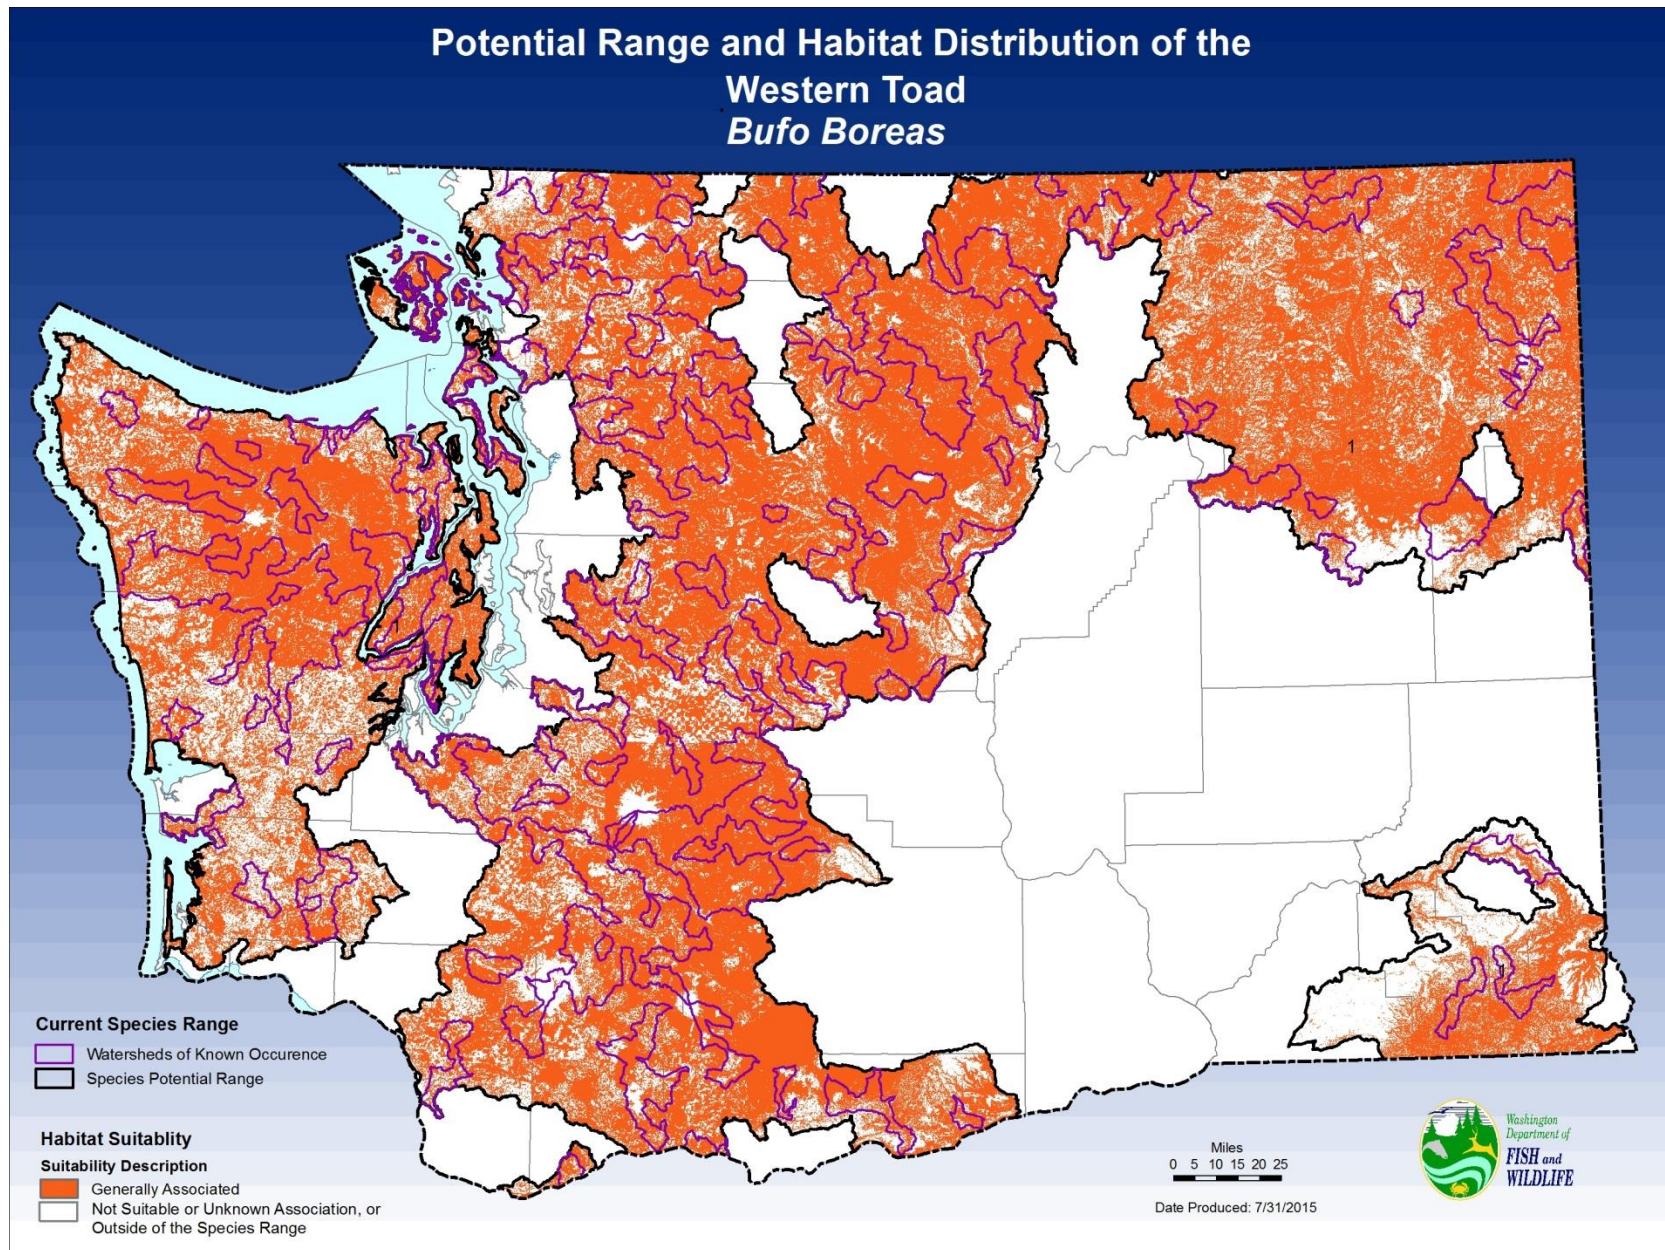 Potential Range and Habitat Distribution of the
Western Toad
Bufo Boreas
1
1
1
Current Species Range
Watersheds of Known Occurence
Species Potential Range
Habitat Suitablity
Suitability Description
Generally Associated
Not Suitable or Unknown Association, or
Outside of the Species Range
Miles
0 5 10 15 20 25
Date Produced: 7/31/2015
Washington
Department of
FISH and
WILDLIFE